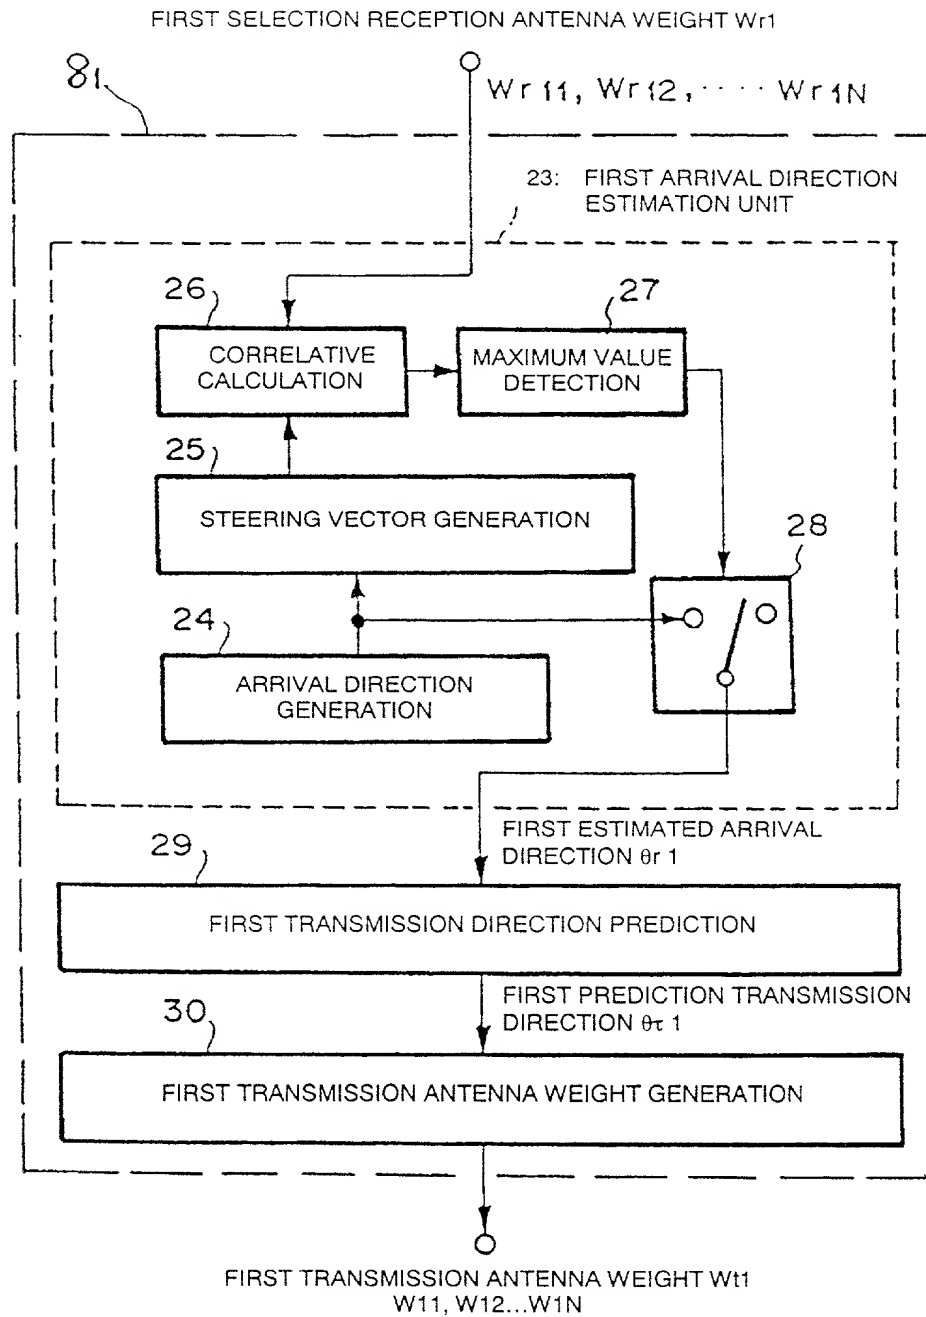 FIRST SELECTION RECEPTION ANTENNA WEIGHT Wr1
81
Wr11, Wr12, ···· Wr1N
23: FIRST ARRIVAL DIRECTION
ESTIMATION UNIT
26
CORRELATIVE
CALCULATION
27
MAXIMUM VALUE
DETECTION
25
STEERING VECTOR GENERATION
28
24
ARRIVAL DIRECTION
GENERATION
FIRST ESTIMATED ARRIVAL
DIRECTION θr 1
29
FIRST TRANSMISSION DIRECTION PREDICTION
FIRST PREDICTION TRANSMISSION
DIRECTION θτ 1
30
FIRST TRANSMISSION ANTENNA WEIGHT GENERATION
FIRST TRANSMISSION ANTENNA WEIGHT Wt1
W11, W12...W1N